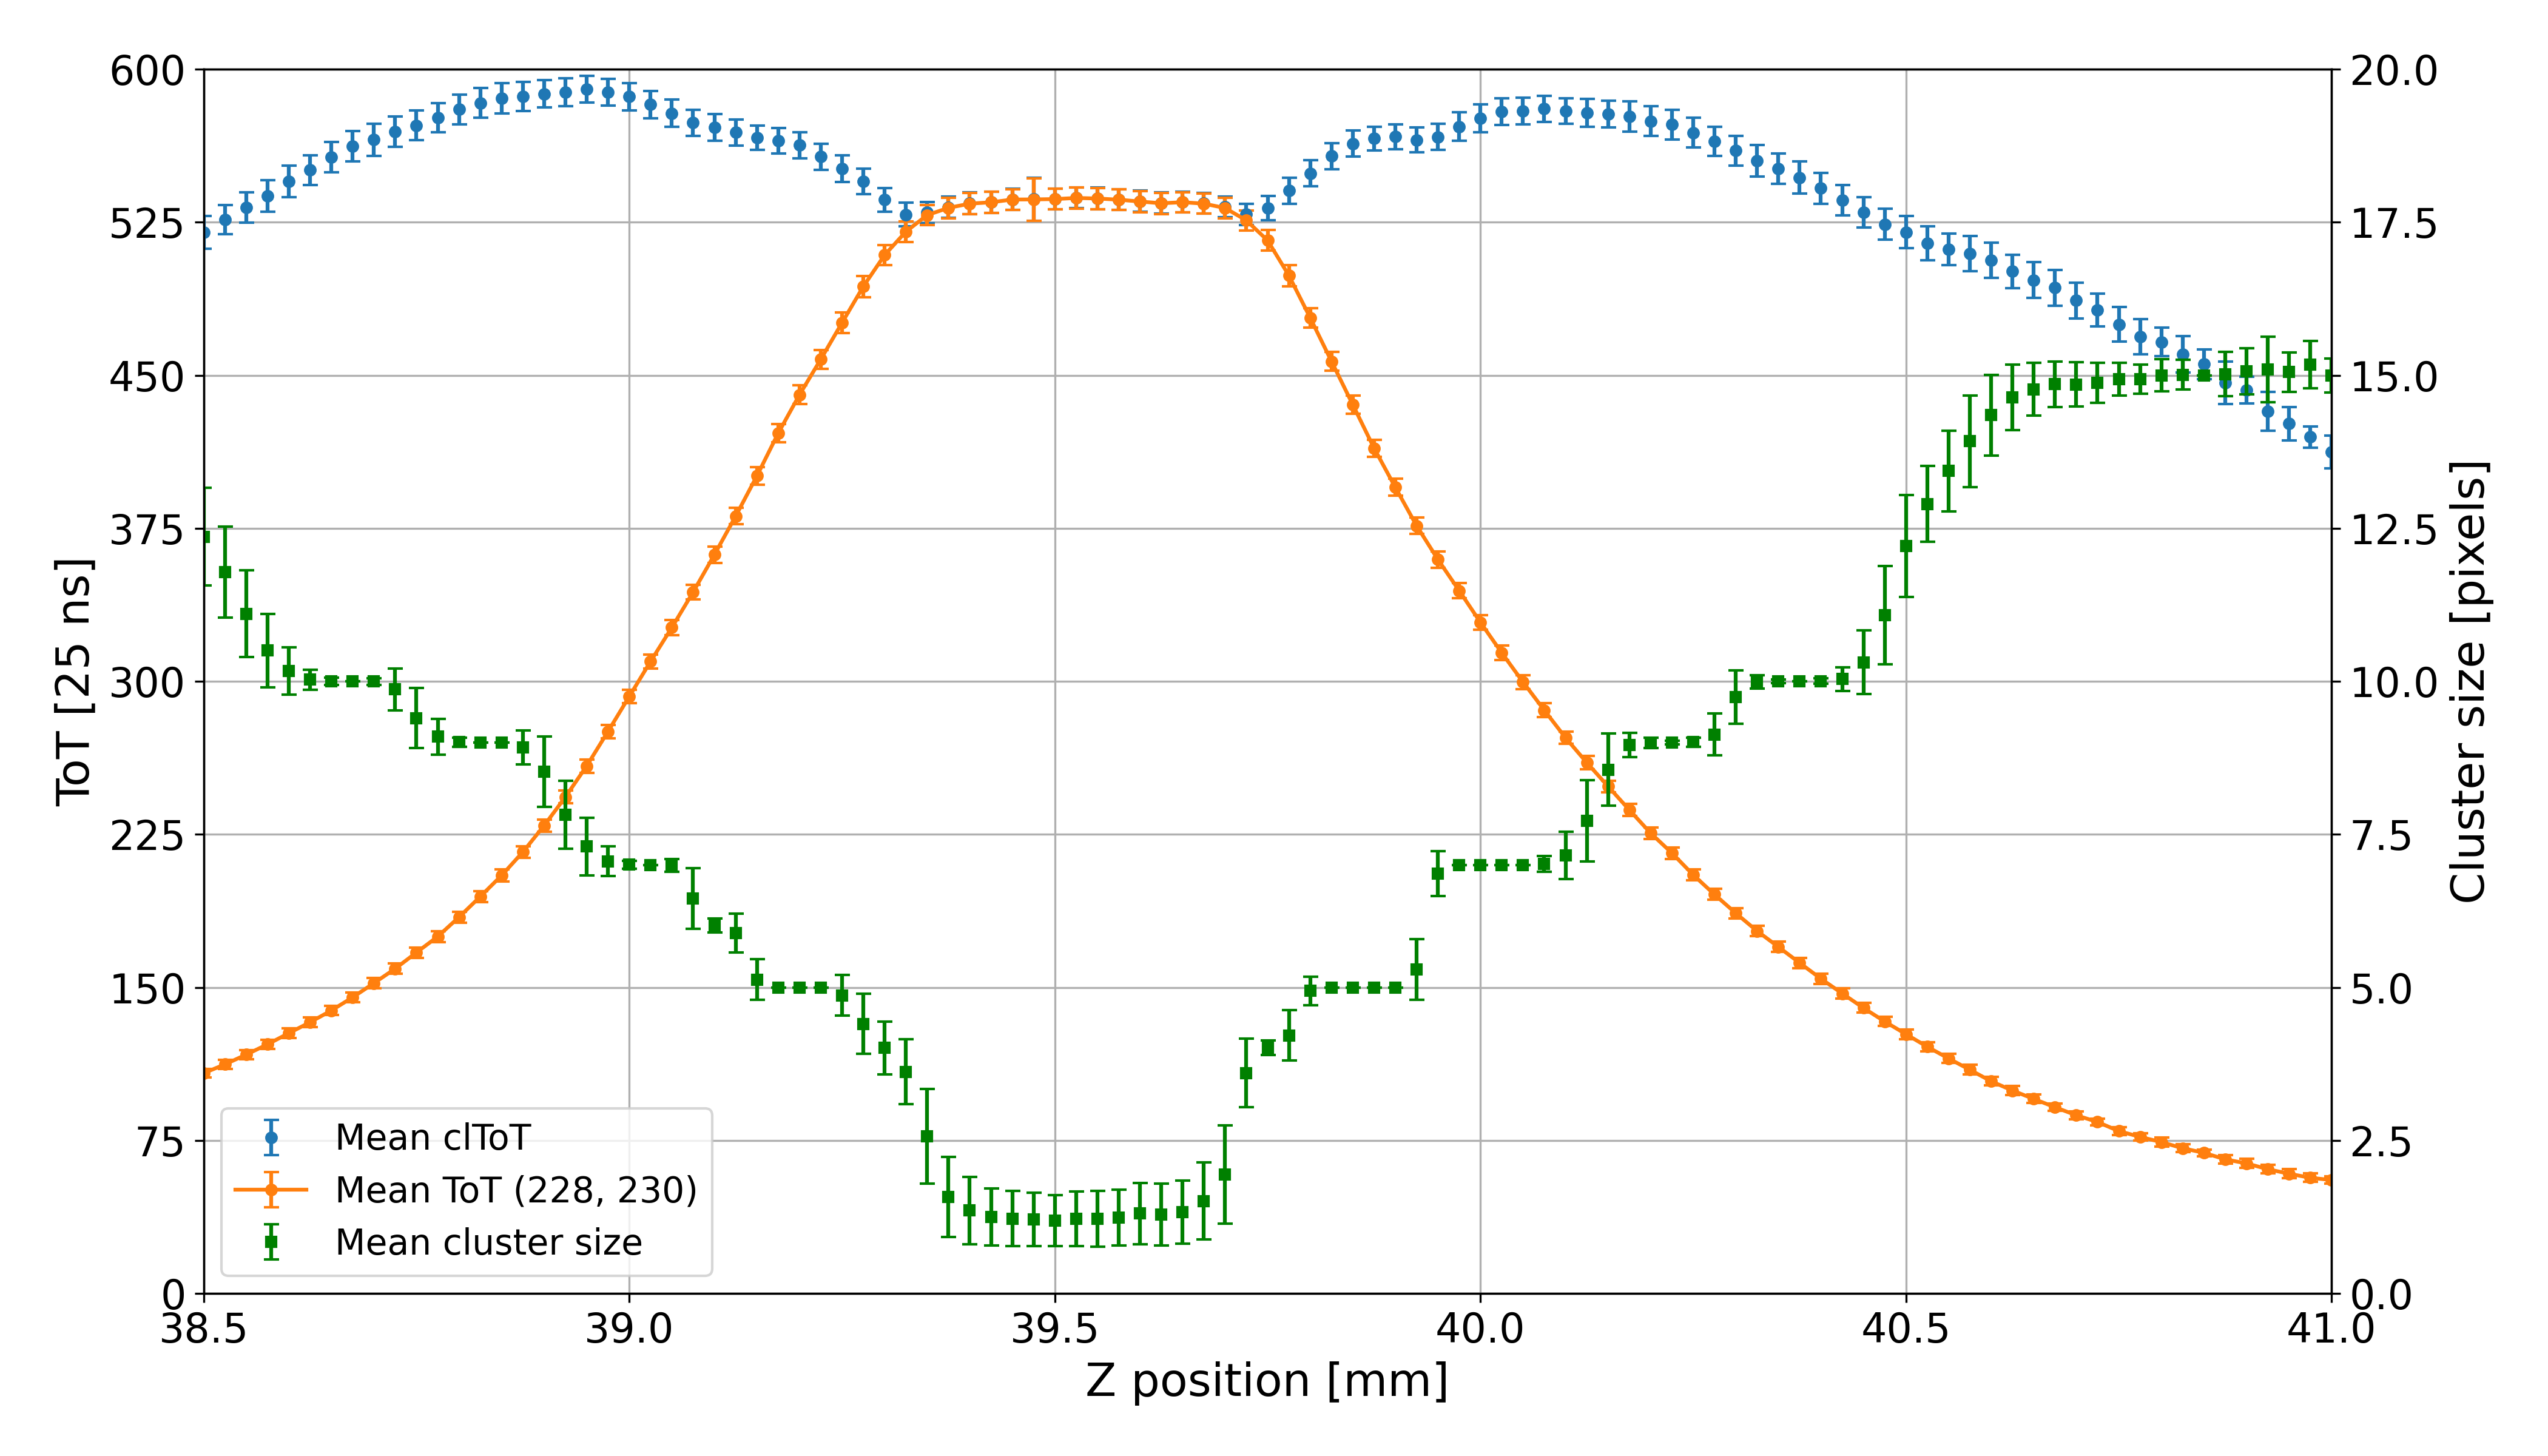 600
525
450
375
300
225
150
75
0
ToT [25 ns]
20.0
17.5
15.0
12.5
10.0
7.5
5.0
2.5
0.0
Cluster size [pixels]
Mean clToT
Mean ToT (228, 230)
Mean cluster size
38.5 39.0 39.5 40.0 40.5 41.0
Z position [mm]